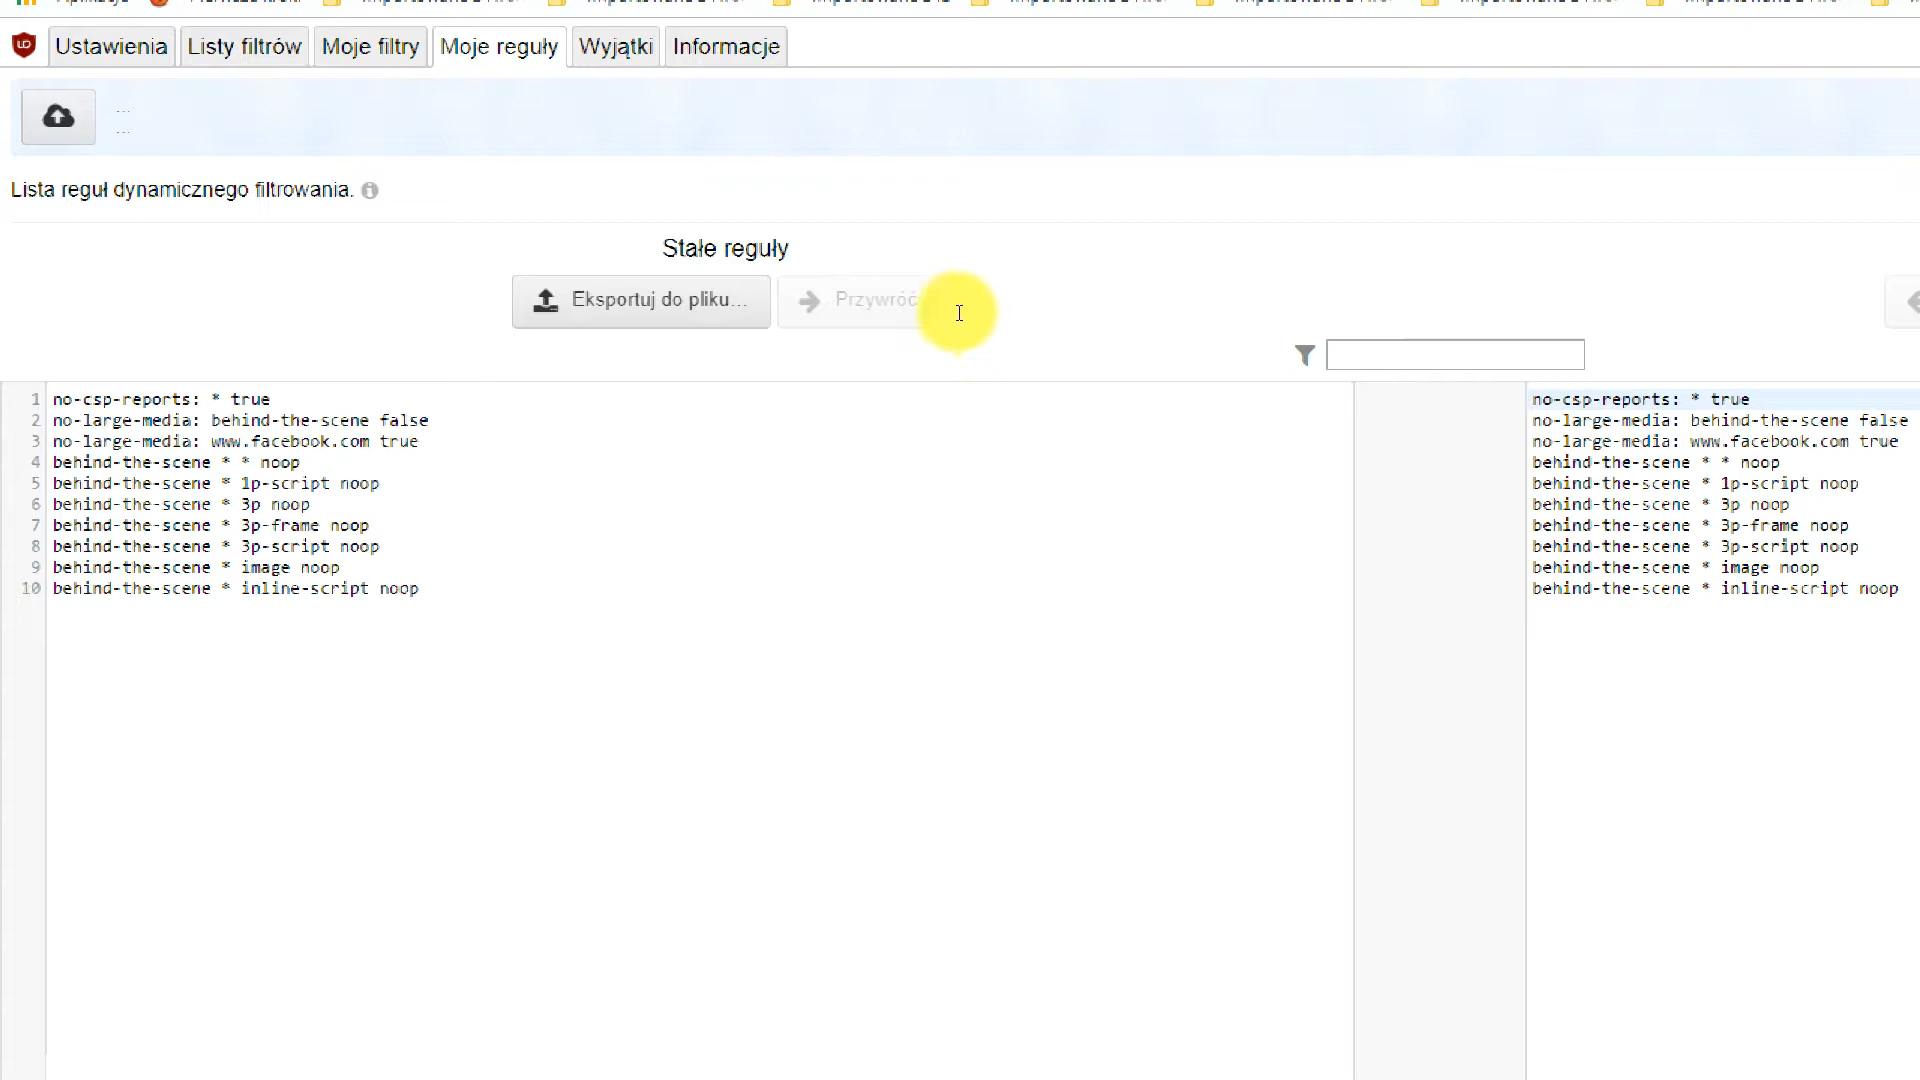 Ustawienia Listy filtrów Moje filtry Moje reguły Wyjątki Informacje
...
...
Lista reguł dynamicznego filtrowania.
Stałe reguły
Eksportuj do pliku... Przywróć
1 no-csp-reports: * true
2 no-large-media: behind-the-scene false
3 no-large-media: www.facebook.com true
4 behind-the-scene * * noop
5 behind-the-scene * 1p-script noop
6 behind-the-scene * 3p noop
7 behind-the-scene * 3p-frame noop
8 behind-the-scene * 3p-script noop
9 behind-the-scene * image noop
10 behind-the-scene * inline-script noop
no-csp-reports: * true
no-large-media: behind-the-scene false
no-large-media: www.facebook.com true
behind-the-scene * * noop
behind-the-scene * 1p-script noop
behind-the-scene * 3p noop
behind-the-scene * 3p-frame noop
behind-the-scene * 3p-script noop
behind-the-scene * image noop
behind-the-scene * inline-script noop